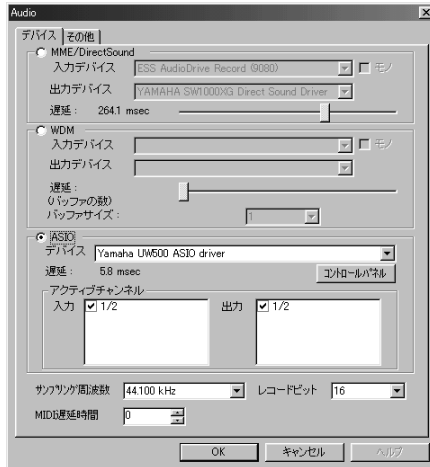 Audio
デバイス その他
MME/DirectSound
入力デバイス ESS AudioDrive Record (9080) モノ
出力デバイス YAMAHA SW1000XG Direct Sound Driver
遅延： 264.1 msec
WDM
入力デバイス モノ
出力デバイス
遅延：
(バッファの数)
バッファサイズ： 1
ASIO
デバイス Yamaha UW500 ASIO driver
遅延： 5.8 msec コントロールパネル
アクティブチャンネル
入力 1/2 出力 1/2
サンプリング周波数 44.100 kHz レコードビット 16
MIDI遅延時間 0
OK キャンセル ヘルプ